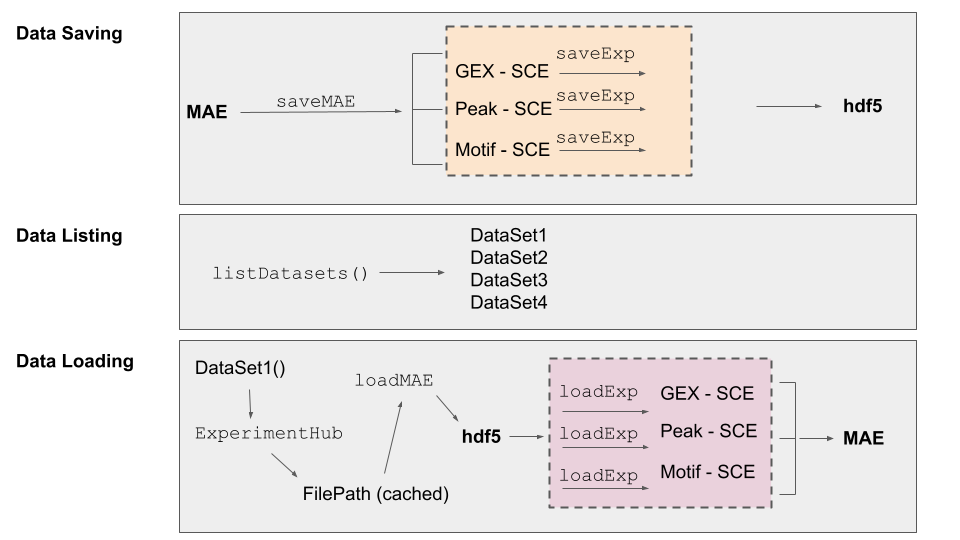 Data Saving
MAE
saveMAE
GEX - SCE
saveExp
Peak - SCE
saveExp
Motif - SCE
saveExp
hdf5
Data Listing
listDatasets()
DataSet1
DataSet2
DataSet3
DataSet4
Data Loading
DataSet1()
ExperimentHub
FilePath (cached)
loadMAE
hdf5
loadExp
GEX - SCE
loadExp
Peak - SCE
loadExp
Motif - SCE
MAE